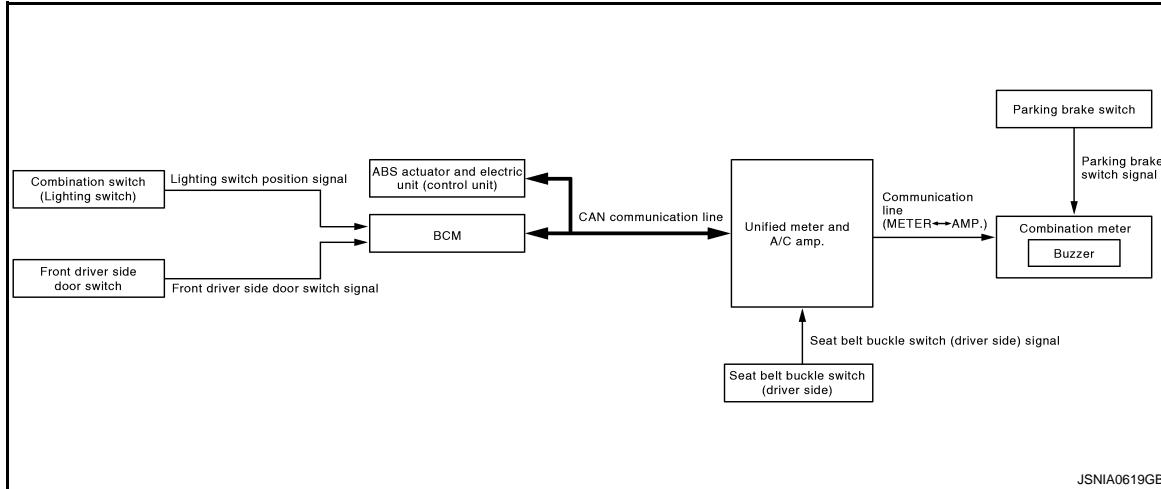 Parking brake switch
Parking brake
switch signal
Combination switch
(Lighting switch)
Lighting switch position signal
ABS actuator and electric
unit (control unit)
BCM
CAN communication line
Unified meter and
A/C amp.
Communication
line
(METER↔AMP.)
Combination meter
Buzzer
Front driver side
door switch
Front driver side door switch signal
Seat belt buckle switch (driver side) signal
Seat belt buckle switch
(driver side)
JSNIA0619GB